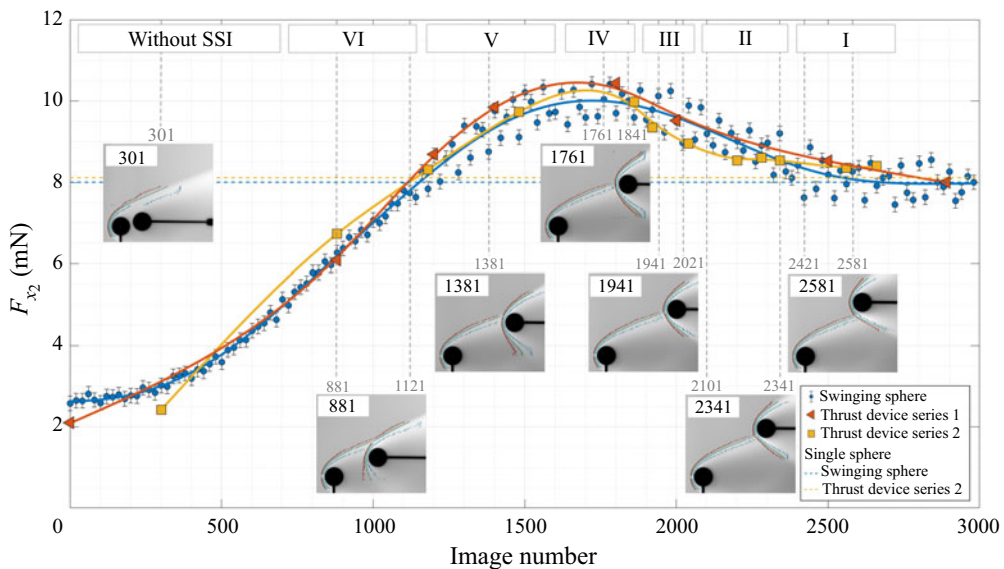 12
10
8
6
4
2
F x2 (mN)
Without SSI
VI
V
IV
III
II
I
301
301
1761 1841
1761
1381
1381
1941 2021
1941
2421 2581
2581
881 1121
881
2101 2341
2341
Swinging sphere
Thrust device series 1
Thrust device series 2
Single sphere
Swinging sphere
Thrust device series 2
0 500 1000 1500 2000 2500 3000
Image number